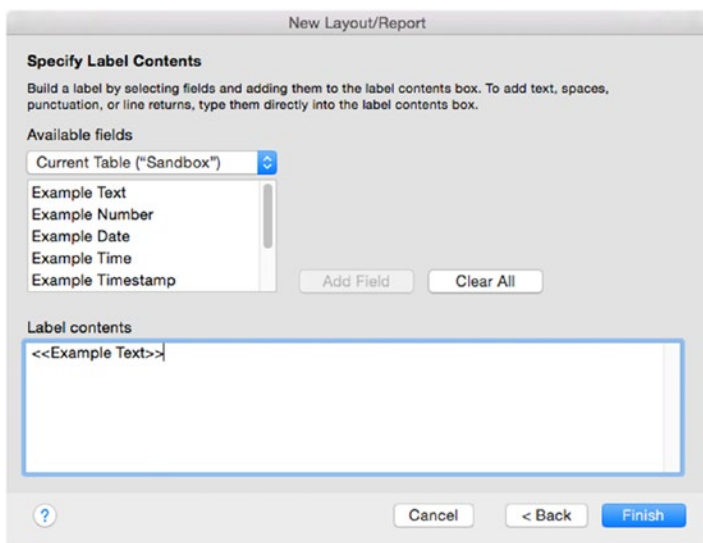 New Layout/Report
Specify Label Contents
Build a label by selecting fields and adding them to the label contents box. To add text, spaces,
punctuation, or line returns, type them directly into the label contents box.
Available fields
Current Table (“Sandbox”)
Example Text
Example Number
Example Date
Example Time
Example Timestamp
Add Field
Clear All
Label contents
<<Example Text>>
?
Cancel
< Back
Finish